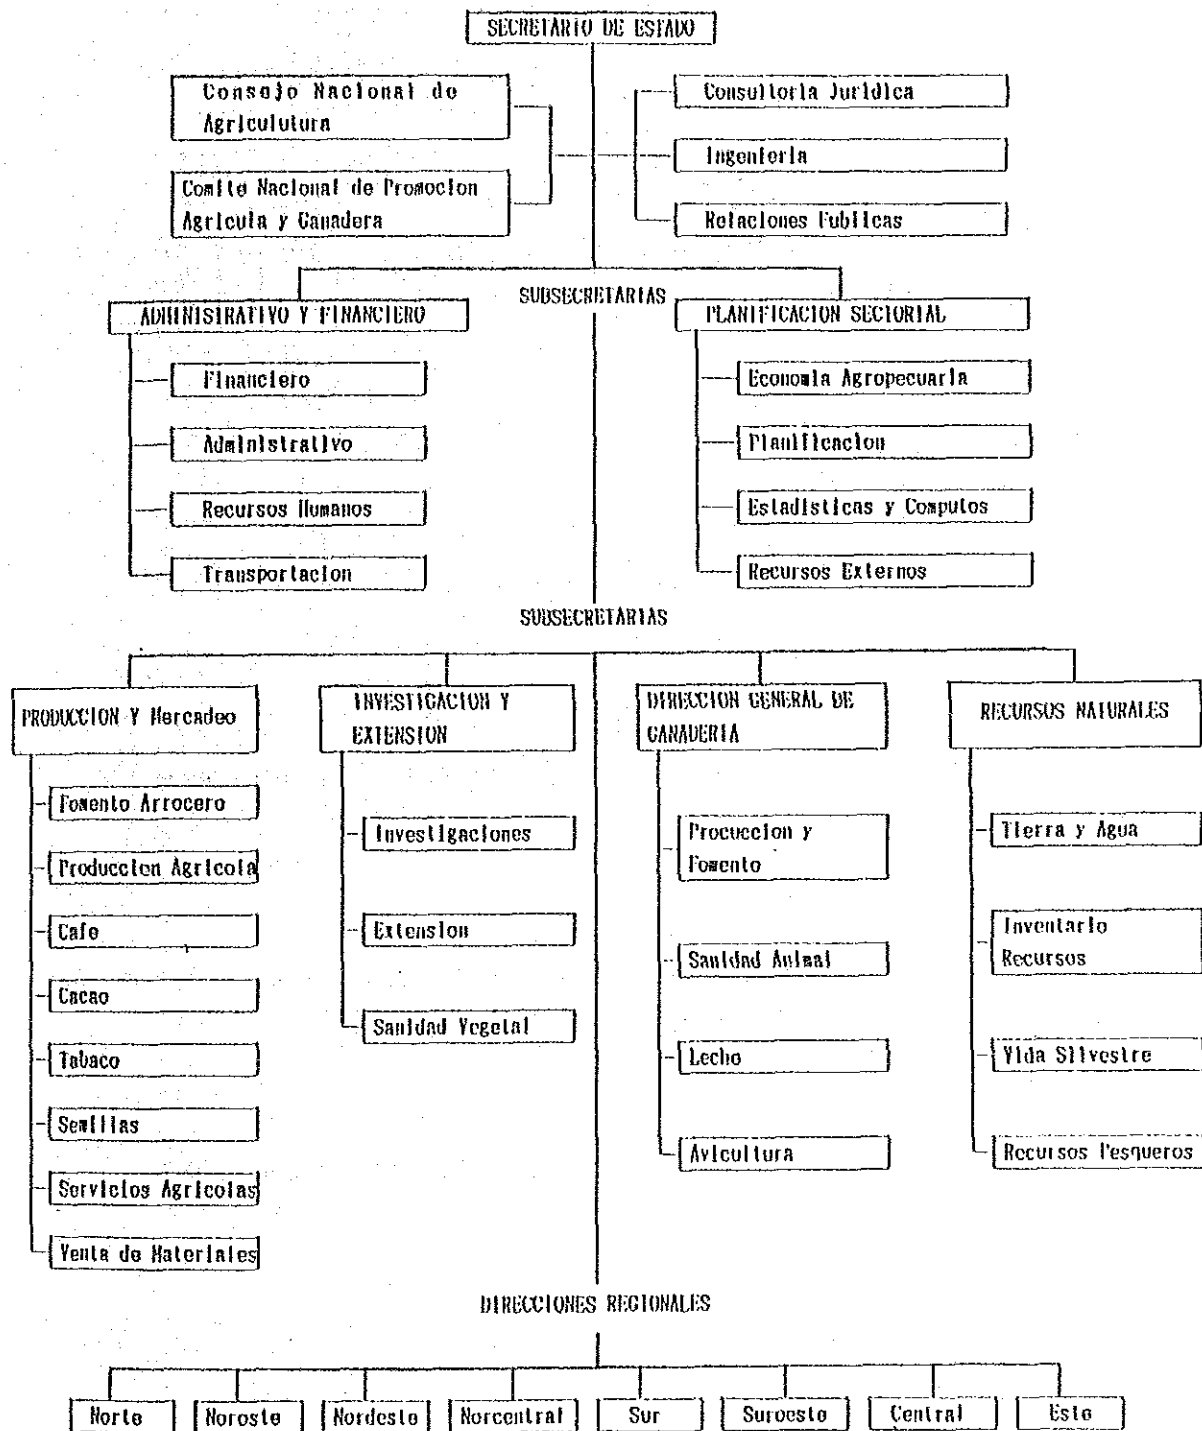 SECRETARIO DE ESTADO
Consejo Nacional de
Agriculutura
Comite Nacional de Promocion
Agricula y Ganadera
Consultoria Juridica
Ingenieria
Relaciones Publicas
SUBSECRETARIAS
ADMINISTRATIVO Y FINANCIERO
Financiero
Administrativo
Recursos Humanos
Transportacion
PLANIFICACION SECTORIAL
Economia Agropecuaria
Planificacion
Estadisticas y Computos
Recursos Externos
SUBSECRETARIAS
PRODUCCION Y Mercadeo
Fomento Arrocero
Produccion Agricola
Cafe
Cacao
Tabaco
Semillas
Servicios Agricolas
Venta de Materiales
INVESTIGACION Y
EXTENSION
Investigaciones
Extension
Sanidad Vegetal
DIRECCION GENERAL DE
GANADERIA
Procuccion y
Fomento
Sanidad Animal
Leche
Avicultura
RECURSOS NATURALES
Tierra y Agua
Inventario
Recursos
Vida Silvestre
Recursos Pesqueros
DIRECCIONES REGIONALES
Norte
Noroste
Nordeste
Norcentral
Sur
Suroeste
Central
Este